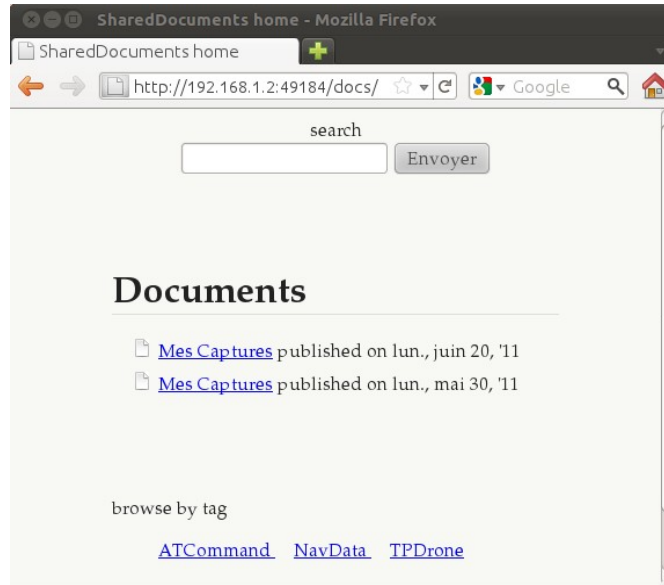 SharedDocuments home - Mozilla Firefox
SharedDocuments home
http://192.168.1.2:49184/docs/ Google
search
Envoyer
Documents
Mes Captures published on lun., juin 20, '11
Mes Captures published on lun., mai 30, '11
browse by tag
ATCommand NavData TPDrone